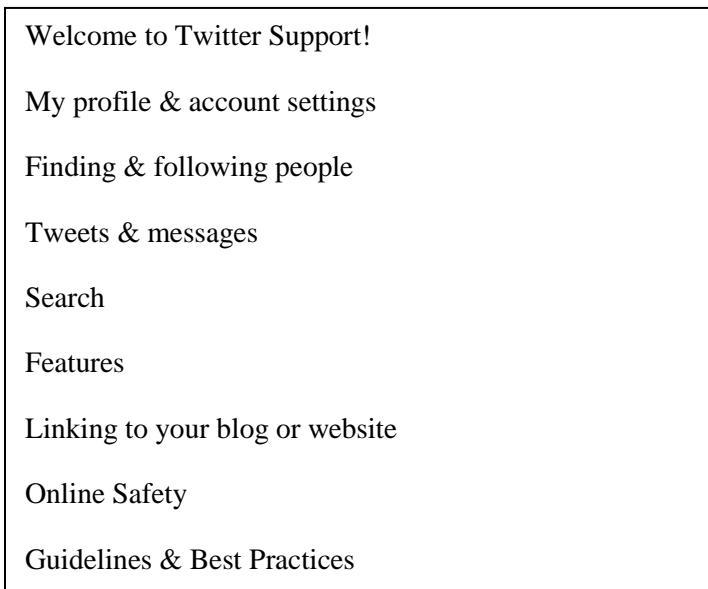 Welcome to Twitter Support!
My profile & account settings
Finding & following people
Tweets & messages
Search
Features
Linking to your blog or website
Online Safety
Guidelines & Best Practices